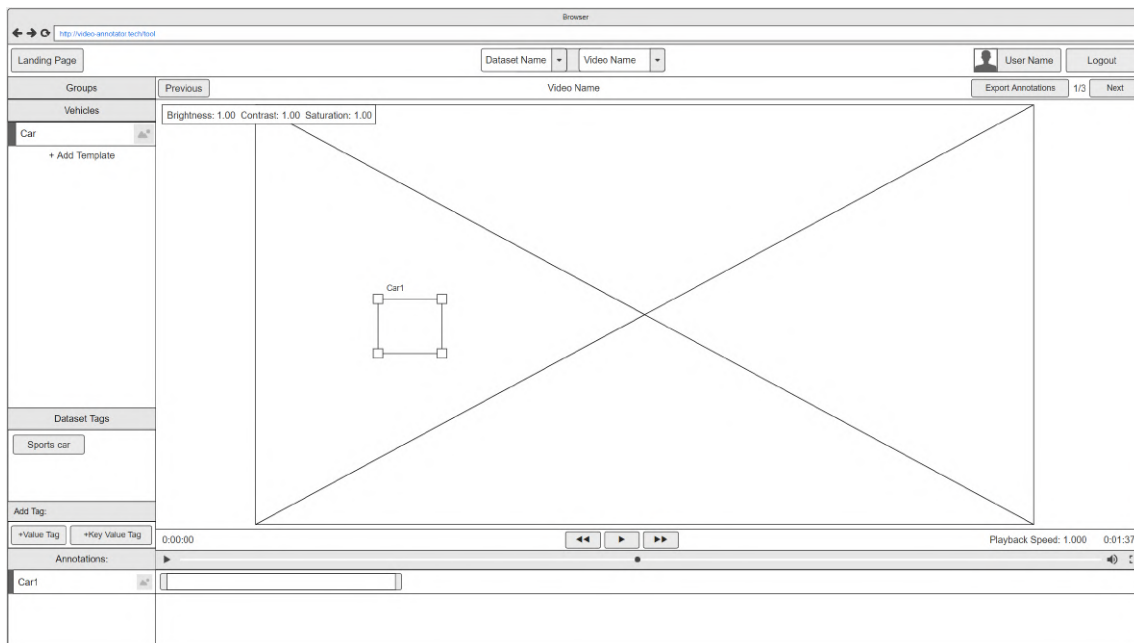 Browser
http://video-annotator.tech/tool
Landing Page
Dataset Name
Video Name
User Name
Logout
Groups
Previous
Video Name
Export Annotations
1/3
Next
Vehicles
Brightness: 1.00 Contrast: 1.00 Saturation: 1.00
Car
+ Add Template
Car1
Dataset Tags
Sports car
Add Tag:
+Value Tag
+Key Value Tag
0:00:00
Playback Speed: 1.000
0:01:37
Annotations:
Car1